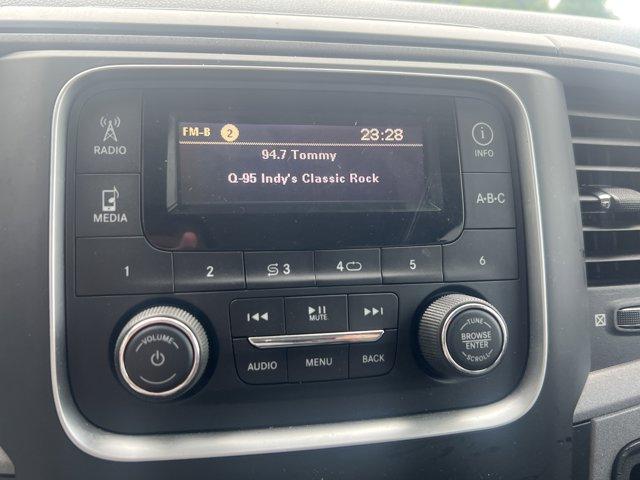 FM-B 2 23:28
94.7 Tommy
Q-95 Indy's Classic Rock
RADIO
INFO
MEDIA
A-B-C
1 2 3 4 5 6
VOLUME
MUTE
AUDIO MENU BACK
TUNE
BROWSE
ENTER
SCROLL